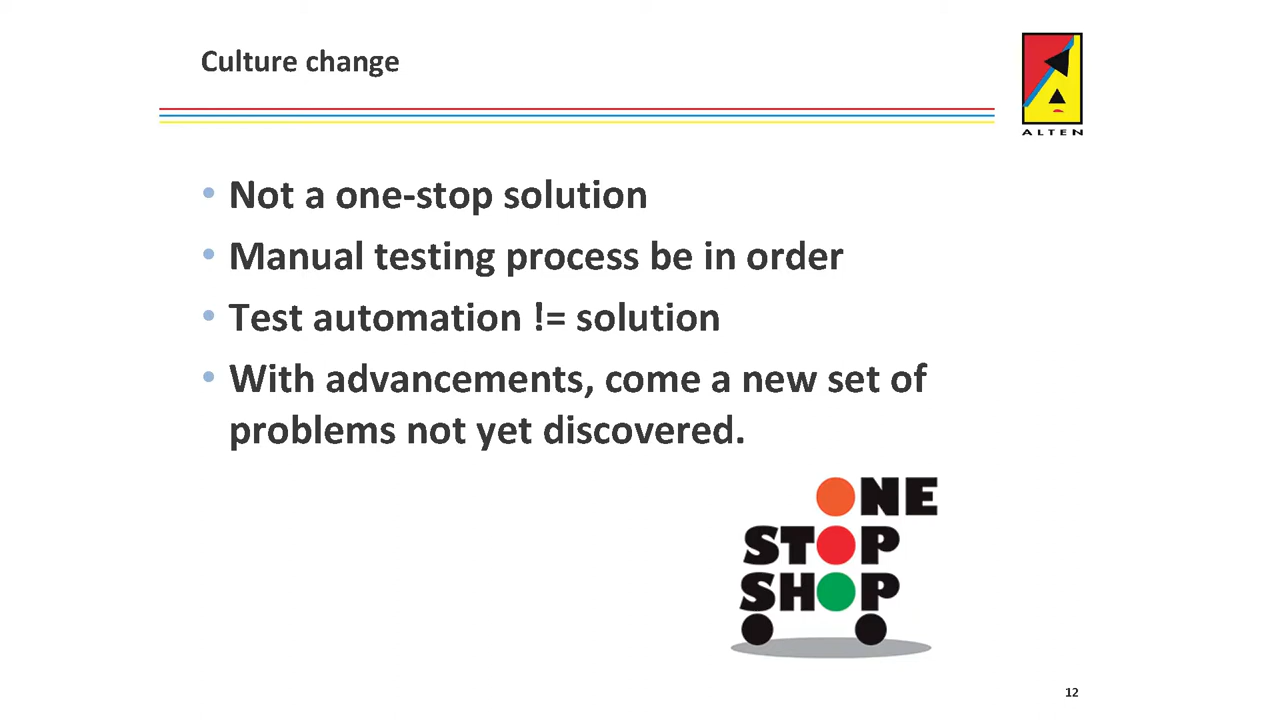 Culture change
ALTEN
• Not a one-stop solution
• Manual testing process be in order
• Test automation != solution
• With advancements, come a new set of
problems not yet discovered.
ONE
STOP
SHOP
12